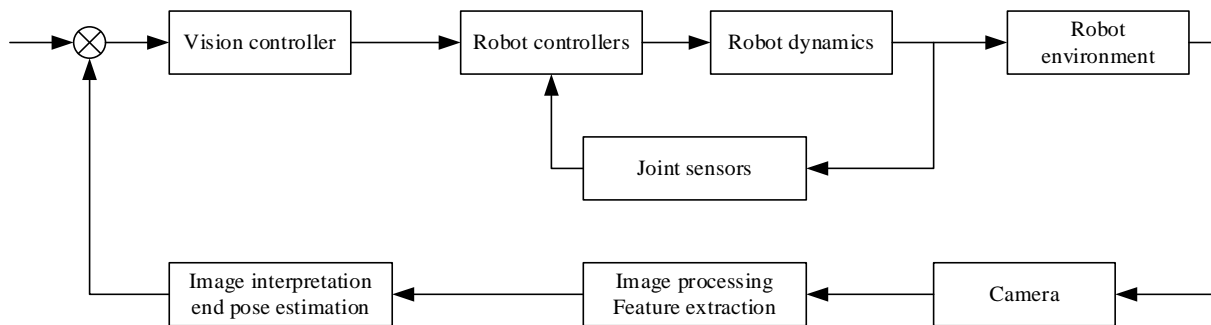 Vision controller
Robot controllers
Robot dynamics
Robot
environment
Joint sensors
Image interpretation
end pose estimation
Image processing
Feature extraction
Camera